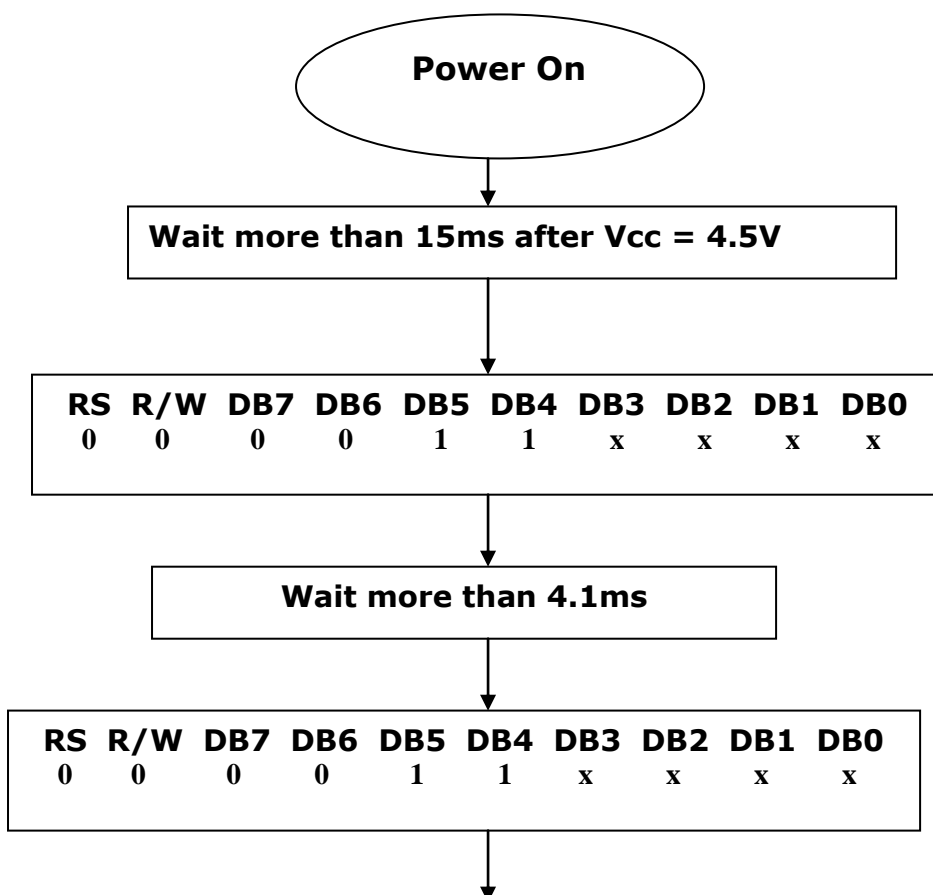 Power On
Wait more than 15ms after Vcc = 4.5V
RS R/W DB7 DB6 DB5 DB4 DB3 DB2 DB1 DB0
0 0 0 0 1 1 x x x x
Wait more than 4.1ms
RS R/W DB7 DB6 DB5 DB4 DB3 DB2 DB1 DB0
0 0 0 0 1 1 x x x x